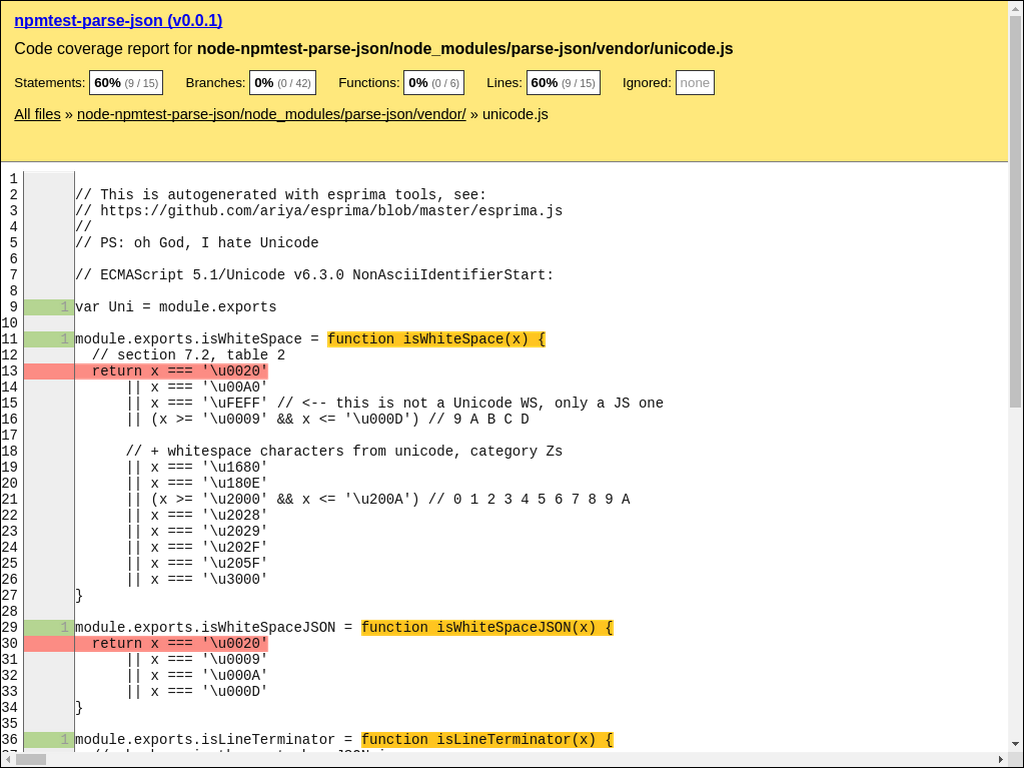 npmtest-parse-json (v0.0.1)
Code coverage report for node-npmtest-parse-json/node_modules/parse-json/vendor/unicode.js
Statements: 60% (9 / 15) Branches: 0% (0 / 42) Functions: 0% (0 / 6) Lines: 60% (9 / 15) Ignored: none
All files » node-npmtest-parse-json/node_modules/parse-json/vendor/ » unicode.js
1
2 // This is autogenerated with esprima tools, see:
3 // https://github.com/ariya/esprima/blob/master/esprima.js
4 //
5 // PS: oh God, I hate Unicode
6
7 // ECMAScript 5.1/Unicode v6.3.0 NonAsciiIdentifierStart:
8
9 1 var Uni = module.exports
10
11 1 module.exports.isWhiteSpace = function isWhiteSpace(x) {
12 // section 7.2, table 2
13 return x === '\u0020'
14 || x === '\u00A0'
15 || x === '\uFEFF' // <-- this is not a Unicode WS, only a JS one
16 || (x >= '\u0009' && x <= '\u000D') // 9 A B C D
17
18 // + whitespace characters from unicode, category Zs
19 || x === '\u1680'
20 || x === '\u180E'
21 || (x >= '\u2000' && x <= '\u200A') // 0 1 2 3 4 5 6 7 8 9 A
22 || x === '\u2028'
23 || x === '\u2029'
24 || x === '\u202F'
25 || x === '\u205F'
26 || x === '\u3000'
27 }
28
29 1 module.exports.isWhiteSpaceJSON = function isWhiteSpaceJSON(x) {
30 return x === '\u0020'
31 || x === '\u0009'
32 || x === '\u000A'
33 || x === '\u000D'
34 }
35
36 1 module.exports.isLineTerminator = function isLineTerminator(x) {